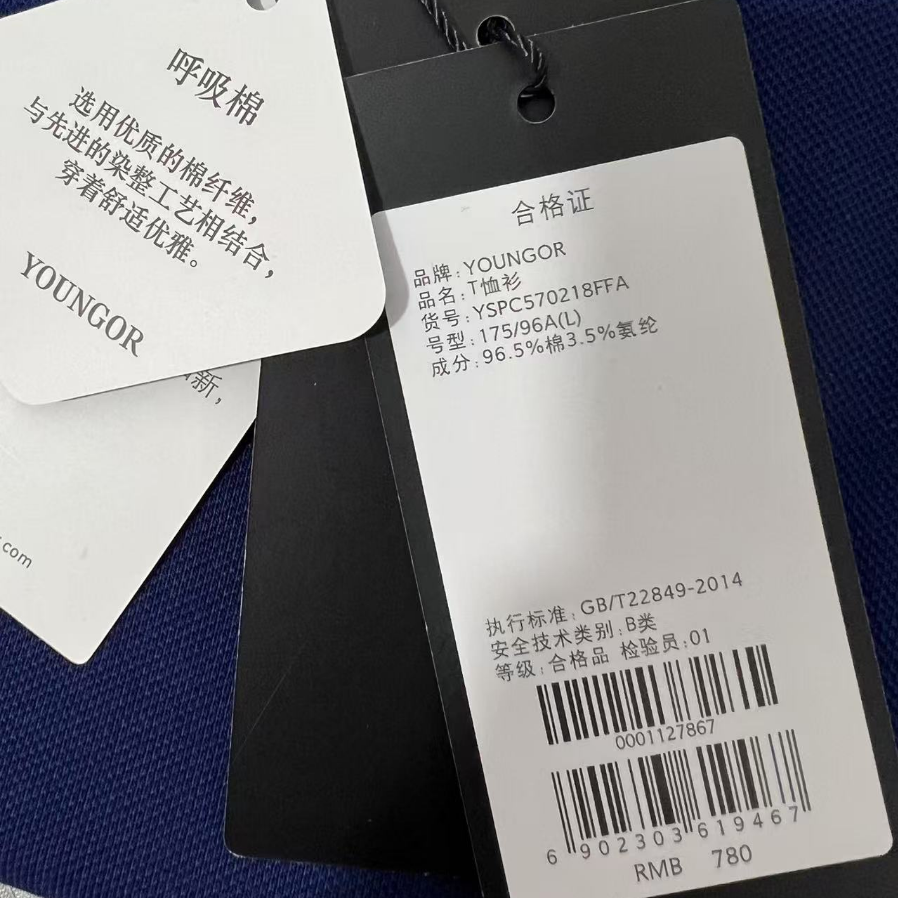 呼吸棉
选用优质的棉纤维，
与先进的染整工艺相结合，
穿着舒适优雅。
YOUNGOR
新，
.com
合格证
品牌:YOUNGOR
品名:T恤衫
货号:YSPC570218FFA
号型:175/96A(L)
成分:96.5%棉3.5%氨纶
执行标准:GB/T22849-2014
安全技术类别:B类
等级:合格品 检验员:01
0001127867
6 902303 619467
RMB 780